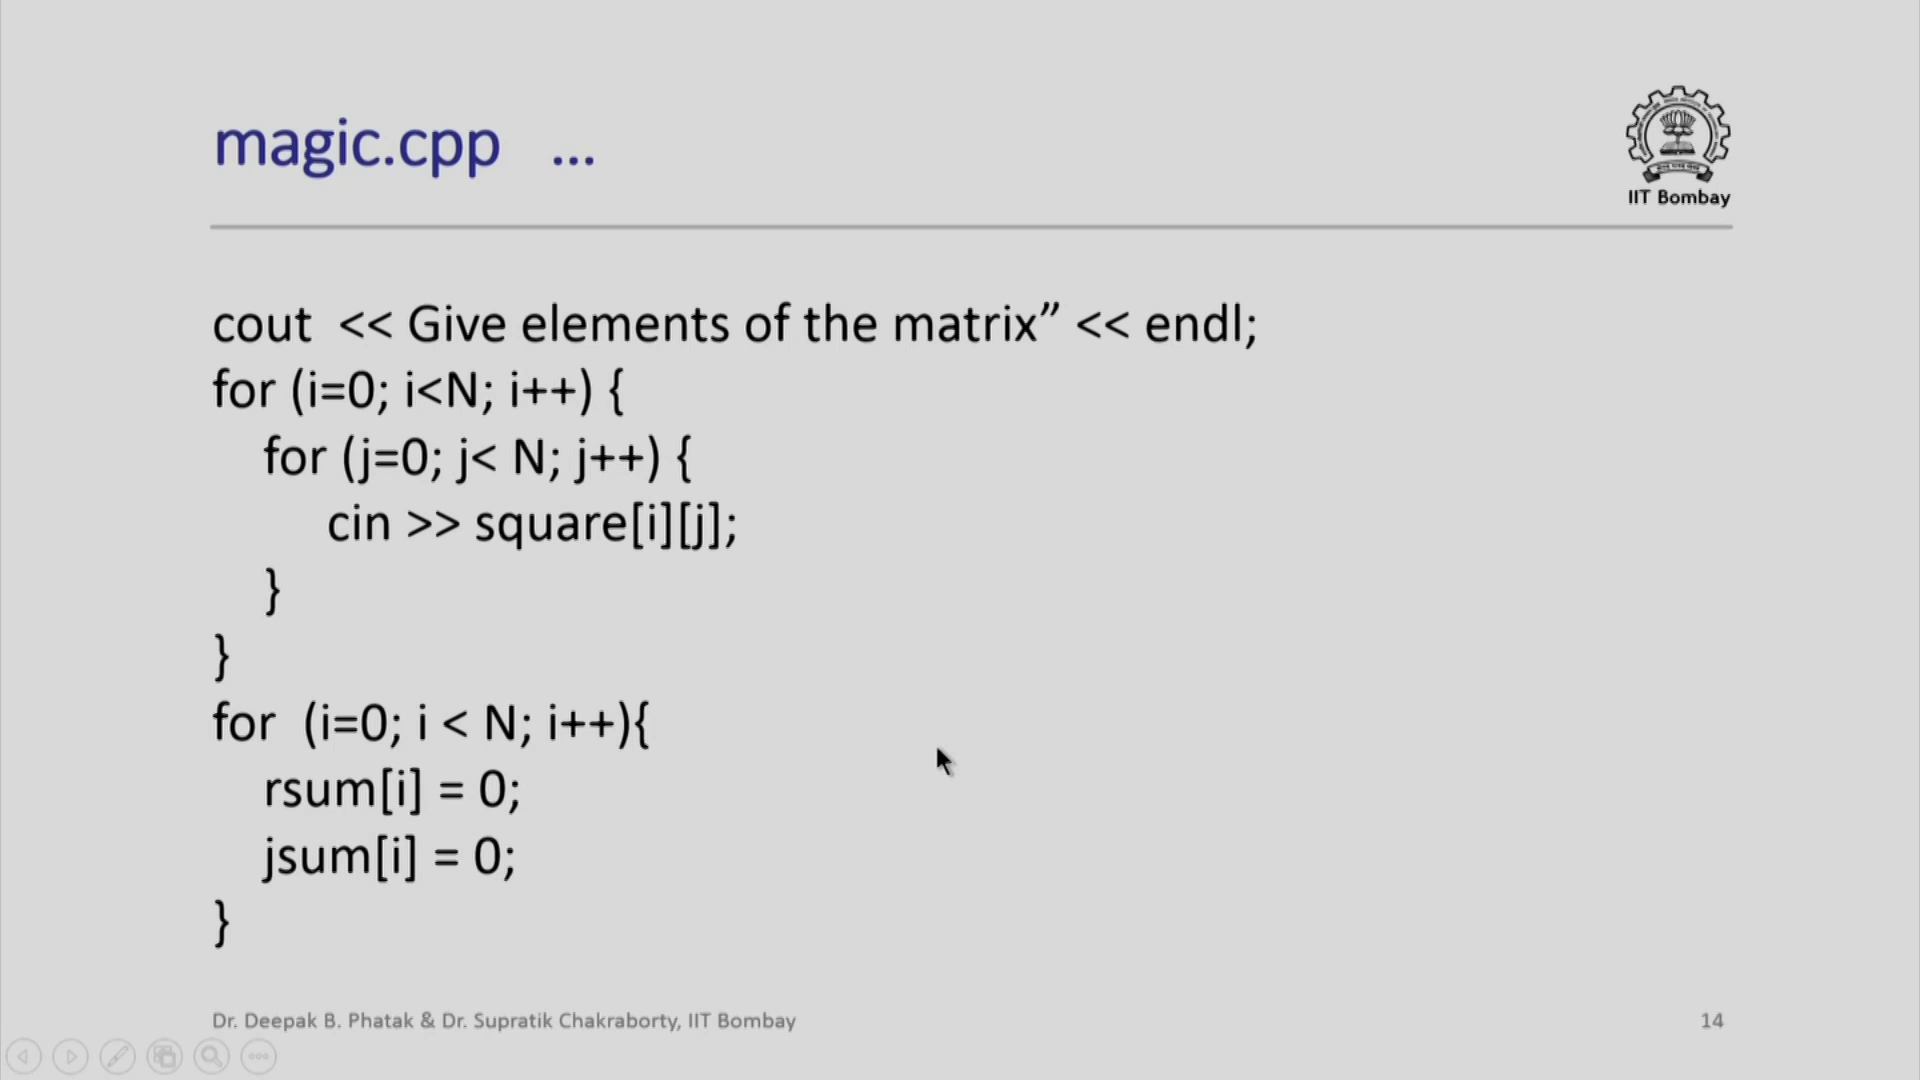 magic.cpp ...
IIT Bombay
cout << Give elements of the matrix” << endl;
for (i=0; i<N; i++) {
for (j=0; j< N; j++) {
cin >> square[i][j];
}
}
for (i=0; i < N; i++){
rsum[i] = 0;
jsum[i] = 0;
}
Dr. Deepak B. Phatak & Dr. Supratik Chakraborty, IIT Bombay
14